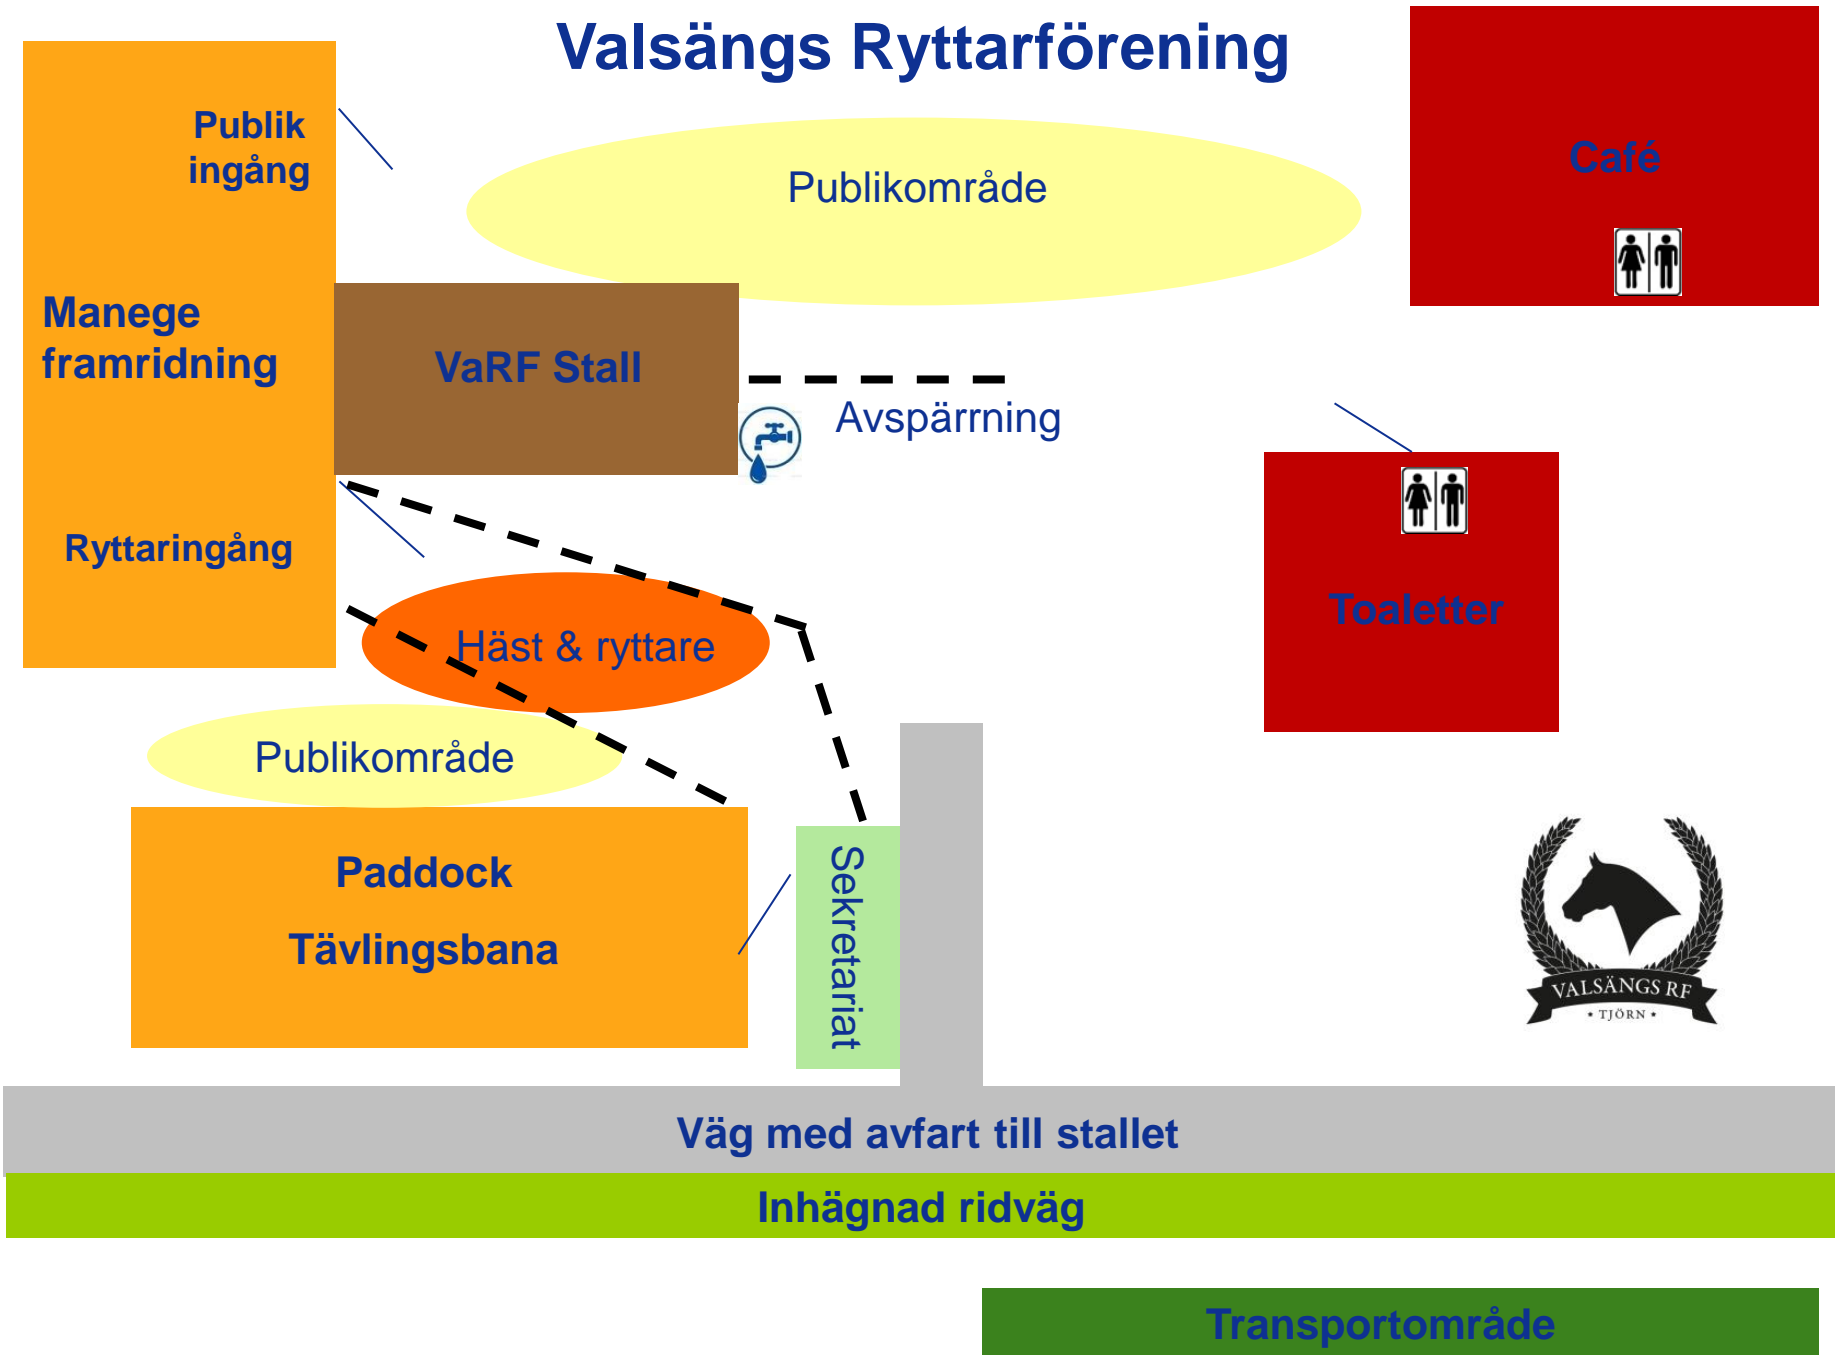 Valsängs Ryttarförening
Publik
ingång
Publikområde
Café
Manege
framridning
VaRF Stall
Avspärrning
Ryttaringång
Toaletter
Häst & ryttare
Publikområde
Paddock
Tävlingsbana
Sekretariat
VALSÄNGS RF
* TJÖRN *
Väg med avfart till stallet
Inhägnad ridväg
Transportområde